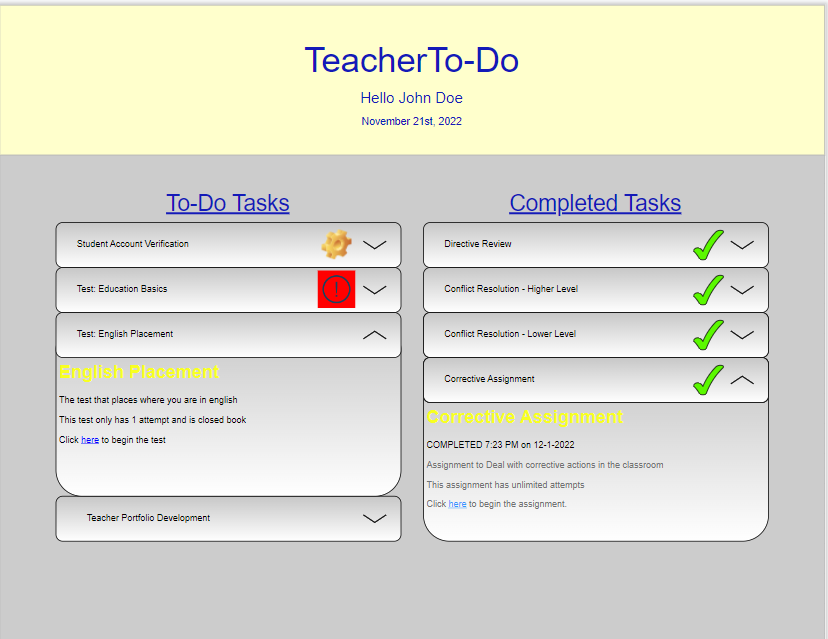 TeacherTo-Do
Hello John Doe
November 21st, 2022
To-Do Tasks
Student Account Verification
Test: Education Basics
!
Test: English Placement
English Placement
The test that places where you are in english
This test only has 1 attempt and is closed book
Click here to begin the test
Teacher Portfolio Development
Completed Tasks
Directive Review
Conflict Resolution - Higher Level
Conflict Resolution - Lower Level
Corrective Assignment
Corrective Assignment
COMPLETED 7:23 PM on 12-1-2022
Assignment to Deal with corrective actions in the classroom
This assignment has unlimited attempts
Click here to begin the assignment.